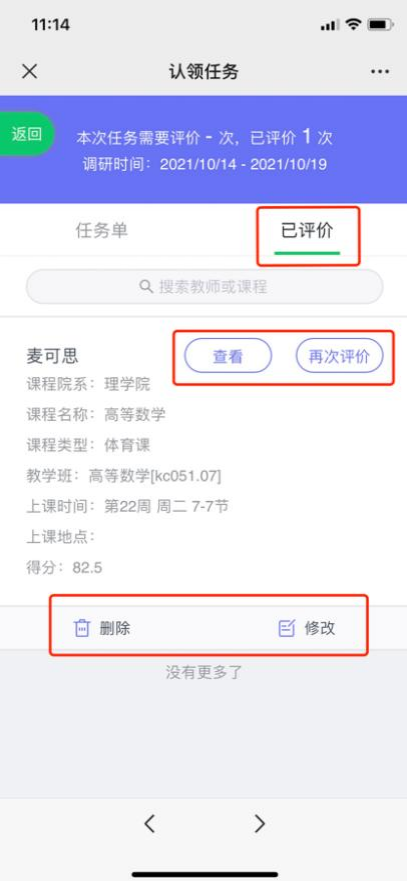 11:14
认领任务
返回
本次任务需要评价 - 次，已评价 1 次
调研时间：2021/10/14 - 2021/10/19
任务单 已评价
搜索教师或课程
麦可思 查看 再次评价
课程院系：理学院
课程名称：高等数学
课程类型：体育课
教学班：高等数学[kc051.07]
上课时间：第22周 周二 7-7节
上课地点：
得分：82.5
删除 修改
没有更多了